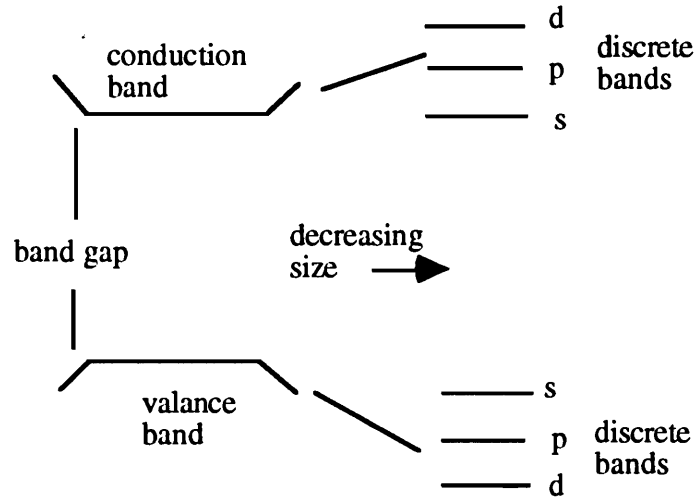 conduction
band
d
p
s
discrete
bands
band gap
decreasing
size
valance
band
s
p
d
discrete
bands